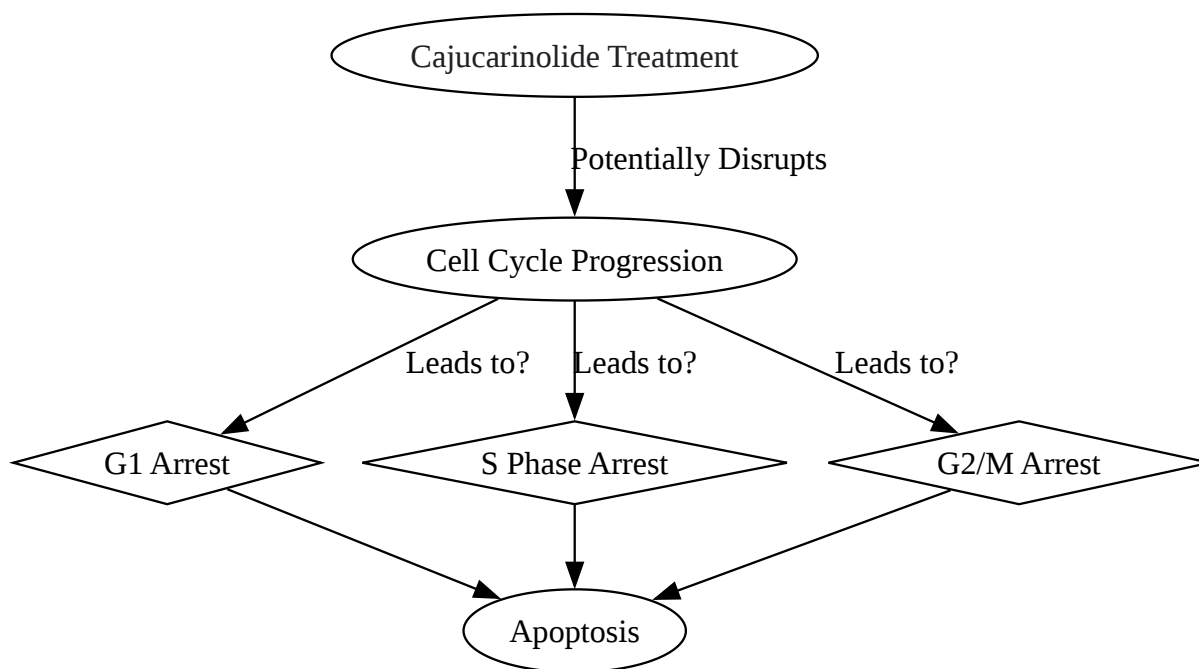 Cajucarinolide Treatment
Potentially Disrupts
Cell Cycle Progression
Leads to?
Leads to?
Leads to?
G1 Arrest
S Phase Arrest
G2/M Arrest
Apoptosis